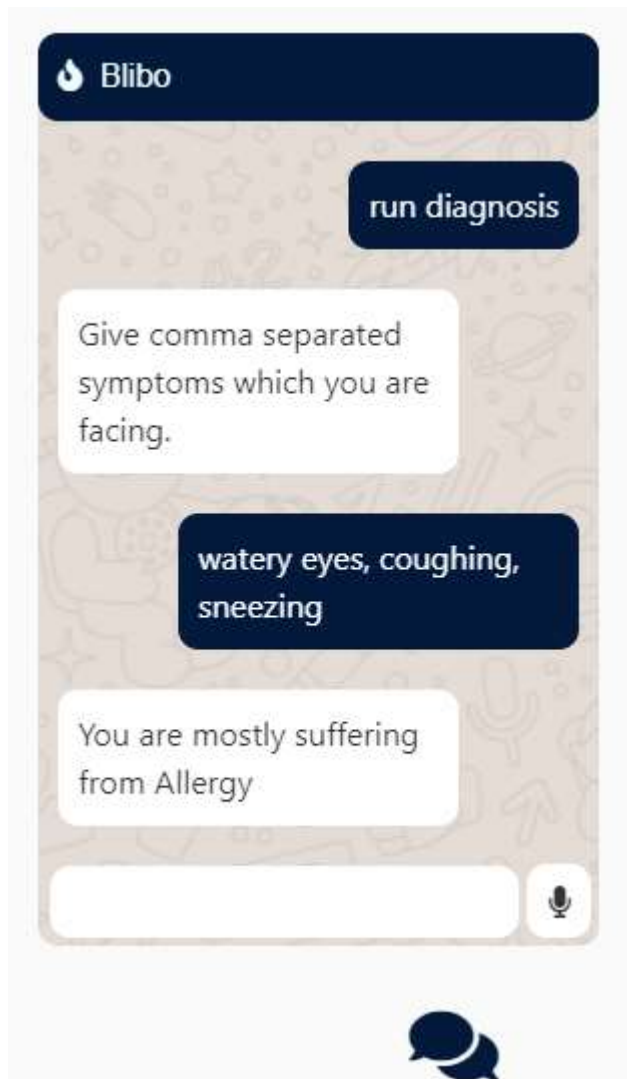 Blibo
run diagnosis
Give comma separated
symptoms which you are
facing.
watery eyes, coughing,
sneezing
You are mostly suffering
from Allergy